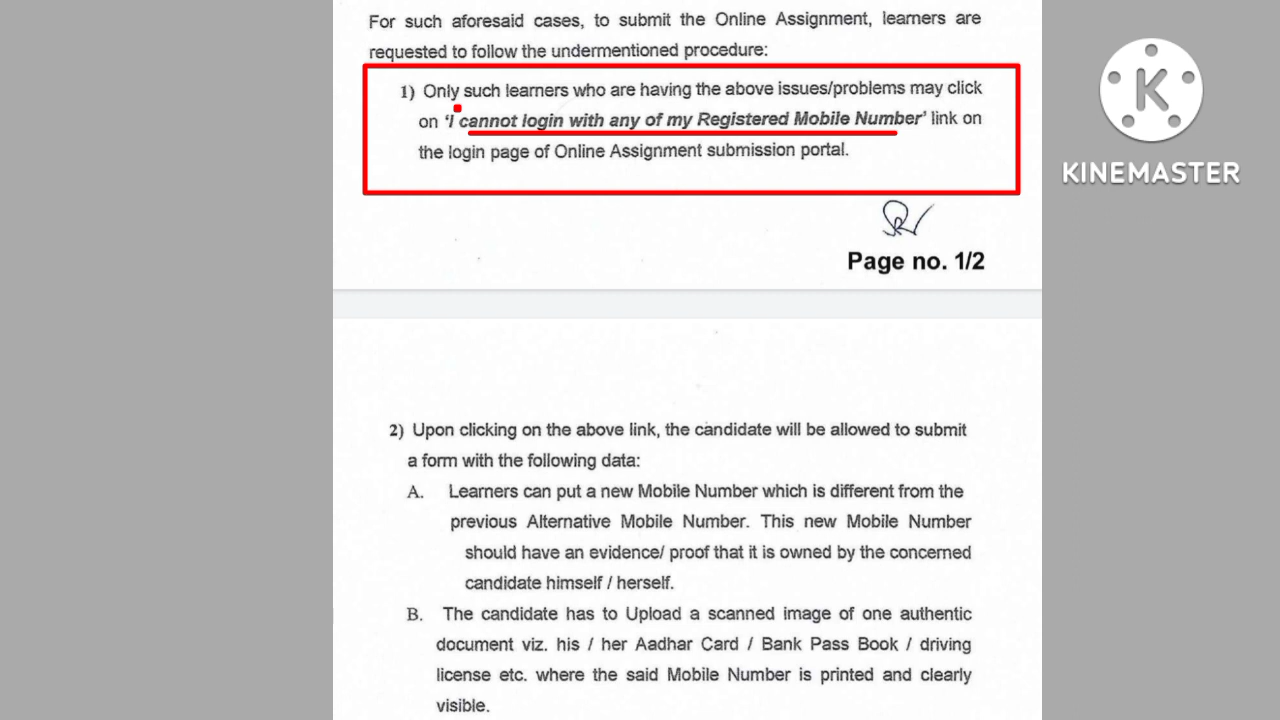 For such aforesaid cases, to submit the Online Assignment, learners are
requested to follow the undermentioned procedure:
1) Only such learners who are having the above issues/problems may click
on 'I cannot login with any of my Registered Mobile Number' link on
the login page of Online Assignment submission portal.
Page no. 1/2
2) Upon clicking on the above link, the candidate will be allowed to submit
a form with the following data:
A. Learners can put a new Mobile Number which is different from the
previous Alternative Mobile Number. This new Mobile Number
should have an evidence/ proof that it is owned by the concerned
candidate himself / herself.
B. The candidate has to Upload a scanned image of one authentic
document viz. his / her Aadhar Card / Bank Pass Book / driving
license etc. where the said Mobile Number is printed and clearly
visible.
K
KINEMASTER